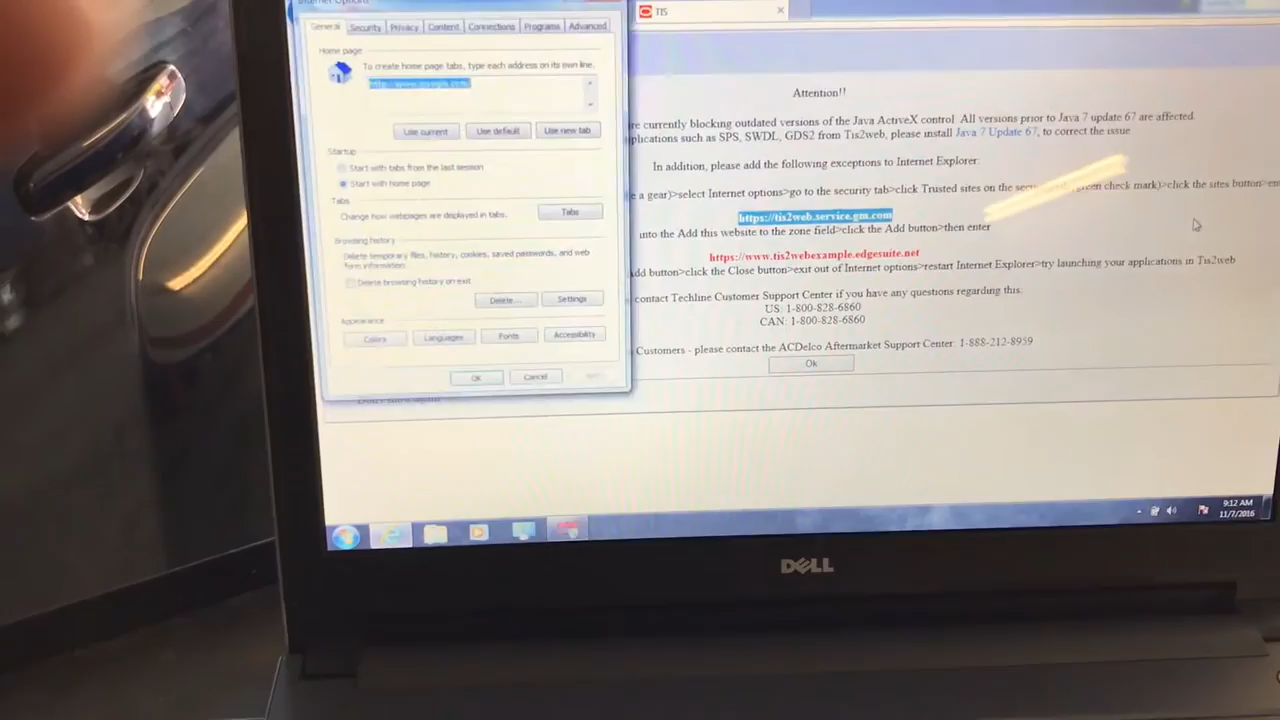 Internet Options
TIS
General Security Privacy Content Connections Programs Advanced
Home page
To create home page tabs, type each address on its own line.
Use current Use default Use new tab
Startup
Start with tabs from the last session
Start with home page
Tabs
Change how webpages are displayed in tabs.
Tabs
Browsing history
Delete temporary files, history, cookies, saved passwords, and web
form information.
Delete browsing history on exit
Delete... Settings
Appearance
Colors Languages Fonts Accessibility
OK Cancel
Attention!!
re currently blocking outdated versions of the Java ActiveX control All versions prior to Java 7 update 67 are affected
plications such as SPS, SWDL, GDS2 from Tis2web, please install Java 7 Update 67, to correct the issue
In addition, please add the following exceptions to Internet Explorer:
e a gear)>select Internet options>go to the security tab>click Trusted sites on the green check mark)>click the sites button>en
https://tis2web.service.gm.com
into the Add this website to the zone field>click the Add button>then enter
https://www.tis2webexample.edgesuite.net
Add button>click the Close button>exit out of Internet options>restart Internet Explorer>try launching your applications in Tis2web
contact Techline Customer Support Center if you have any questions regarding this:
US: 1-800-828-6860
CAN: 1-800-828-6860
Customers - please contact the ACDelco Aftermarket Support Center: 1-888-212-8959
Ok
9:12 AM
11/7/2016
DELL